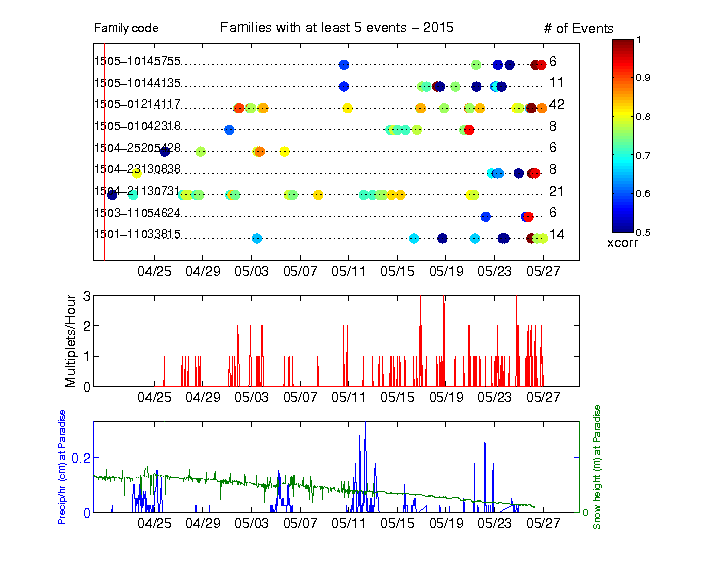 Family code Families with at least 5 events – 2015 # of Events
1505–10145755 6
1505–10144135 11
1505–01214117 42
1505–01042318 8
1504–25205428 6
1504–23130838 8
1504–21130731 21
1503–11054624 6
1501–11033815 14
04/25 04/29 05/03 05/07 05/11 05/15 05/19 05/23 05/27
1
0.9
0.8
0.7
0.6
0.5
xcorr
Multiplets/Hour
3
2
1
0
04/25 04/29 05/03 05/07 05/11 05/15 05/19 05/23 05/27
Precip/hr (cm) at Paradise
0.2
0
0
Snow height (m) at Paradise
04/25 04/29 05/03 05/07 05/11 05/15 05/19 05/23 05/27